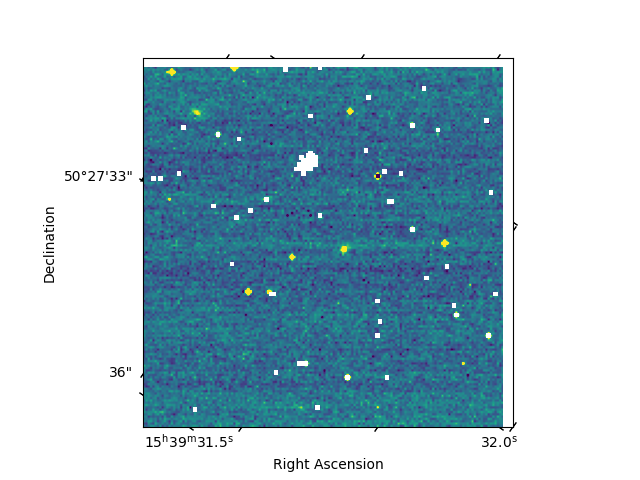 50°27'33"
Declination
36"
15ʰ39ᵐ31.5ˢ
32.0ˢ
Right Ascension